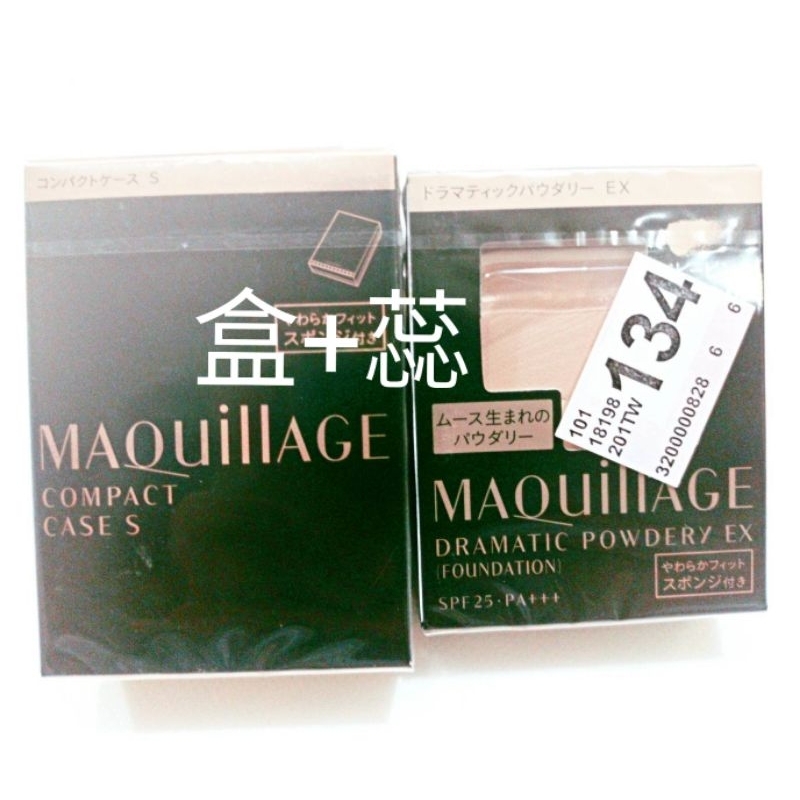 コンパクトケース S
やわらかフィット
スポンジ付き
MAQuillAGE
COMPACT
CASE S
盒+蕊
ドラマティックパウダリー EX
134
101
18198
201TW
3200000828 6 6
ムース生まれの
パウダリー
MAQuillAGE
DRAMATIC POWDERY EX
(FOUNDATION)
SPF25・PA+++
やわらかフィット
スポンジ付き